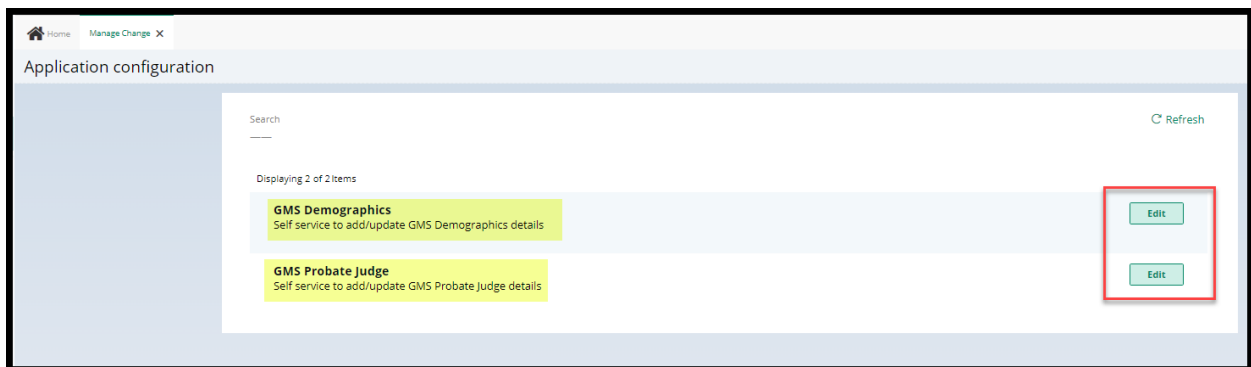 Home Manage Change X
Application configuration
Search
Refresh
Displaying 2 of 2 Items
GMS Demographics
Self service to add/update GMS Demographics details
Edit
GMS Probate Judge
Self service to add/update GMS Probate Judge details
Edit